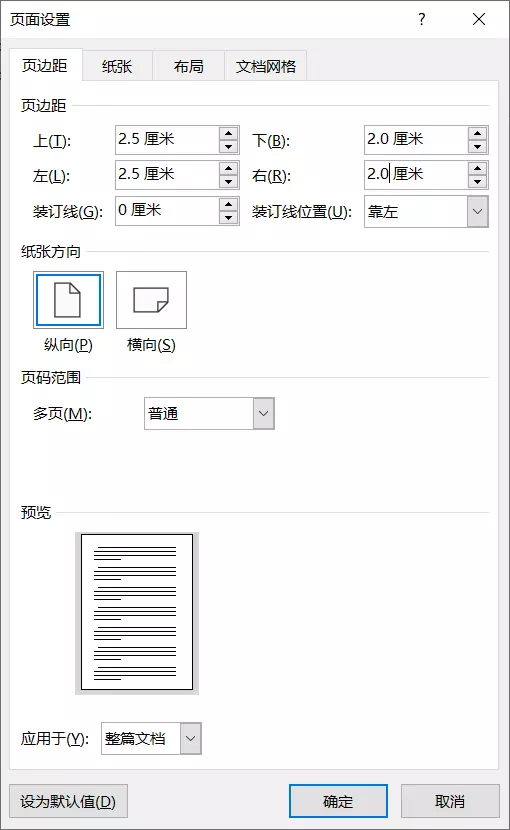 页面设置 ?
页边距 纸张 布局 文档网格
页边距
上(T): 2.5 厘米 下(B): 2.0 厘米
左(L): 2.5 厘米 右(R): 2.0 厘米
装订线(G): 0 厘米 装订线位置(U): 靠左
纸张方向
纵向(P) 横向(S)
页码范围
多页(M): 普通
预览
应用于(Y): 整篇文档
设为默认值(D) 确定 取消